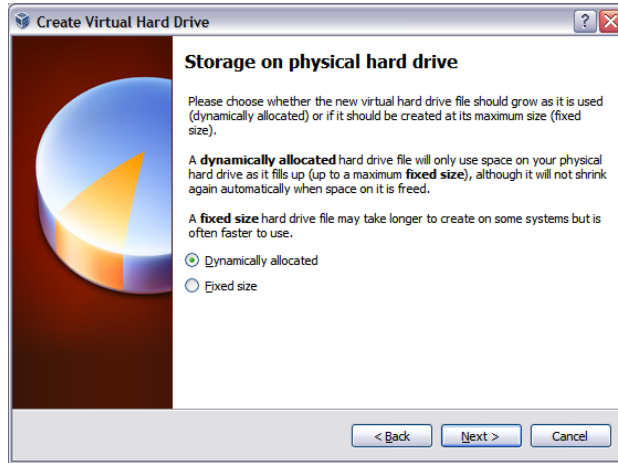 Create Virtual Hard Drive
Storage on physical hard drive
Please choose whether the new virtual hard drive file should grow as it is used
(dynamically allocated) or if it should be created at its maximum size (fixed
size).
A dynamically allocated hard drive file will only use space on your physical
hard drive as it fills up (up to a maximum fixed size), although it will not shrink
again automatically when space on it is freed.
A fixed size hard drive file may take longer to create on some systems but is
often faster to use.
Dynamically allocated
Fixed size
< Back Next > Cancel